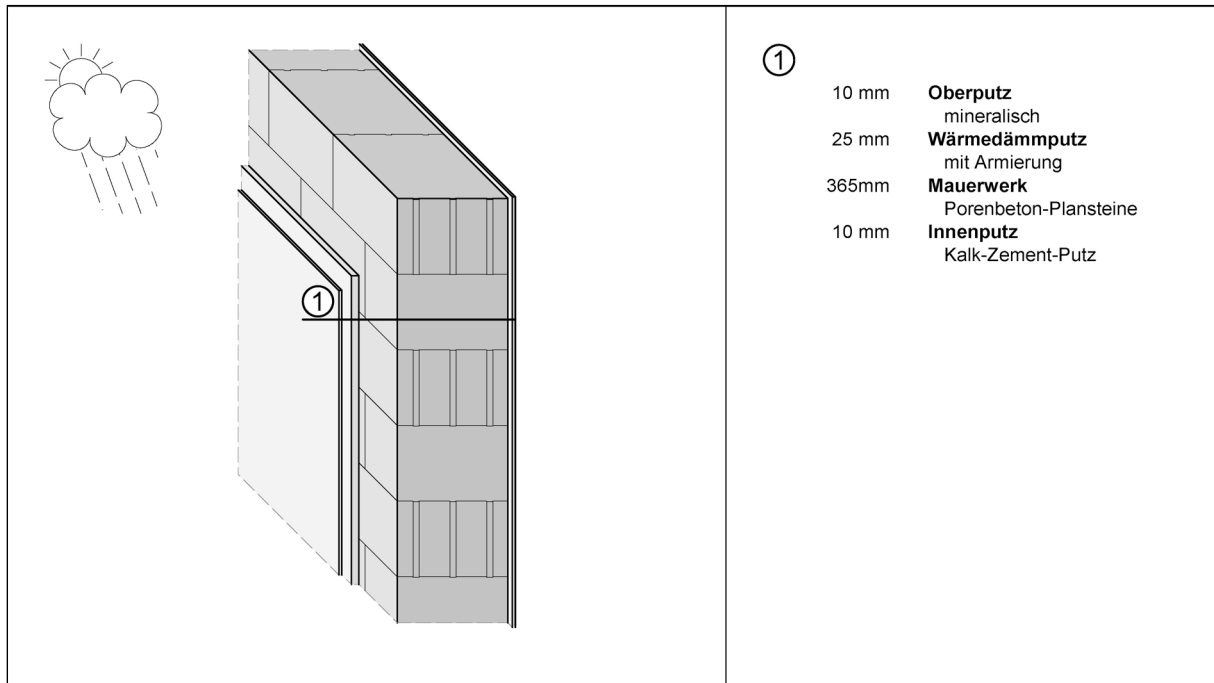 1
1
10 mm Oberputz
mineralisch
25 mm Wärmedämmputz
mit Armierung
365mm Mauerwerk
Porenbeton-Plansteine
10 mm Innenputz
Kalk-Zement-Putz